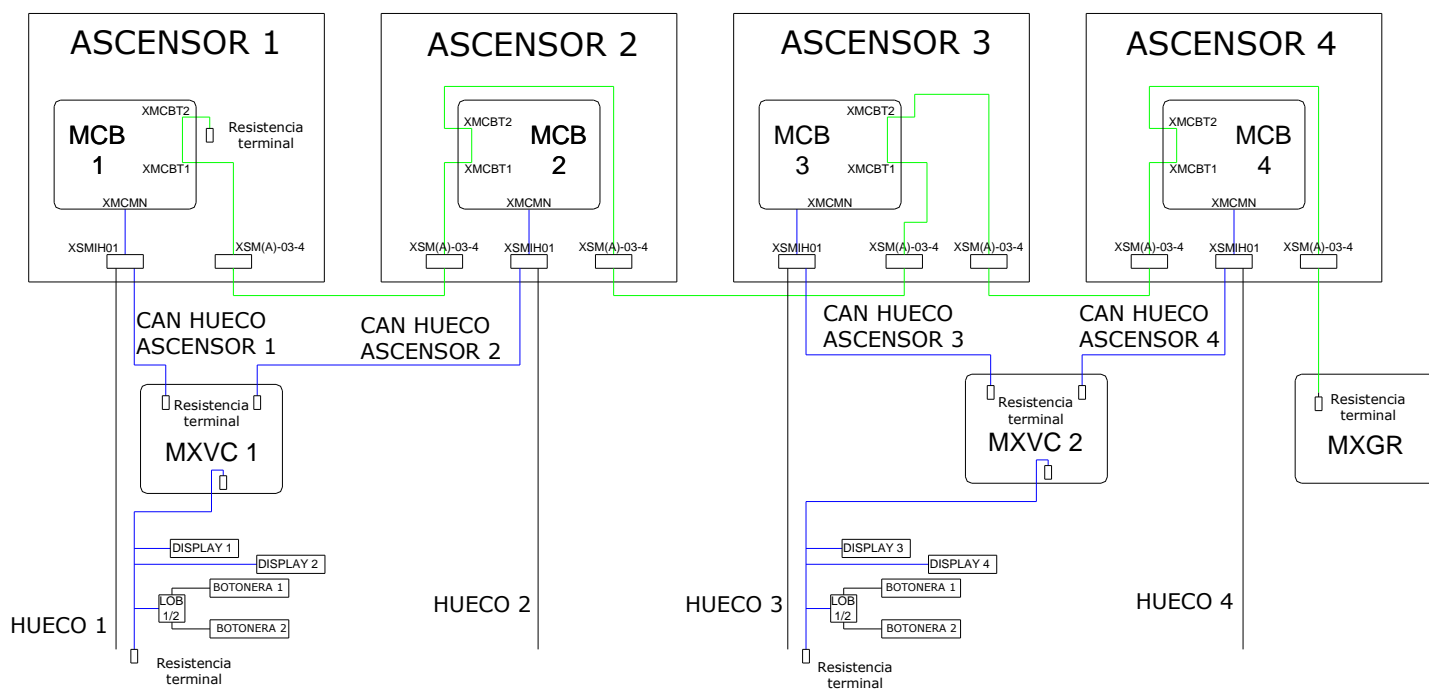 ASCENSOR 1
MCB
1
XMCBT2
XMCBT1
XMCMN
Resistencia
terminal
XSMIH01
XSM(A)-03-4
ASCENSOR 2
XMCBT2
XMCBT1
MCB
2
XMCMN
XSM(A)-03-4
XSMIH01
XSM(A)-03-4
ASCENSOR 3
MCB
3
XMCBT2
XMCBT1
XMCMN
XSMIH01
XSM(A)-03-4
XSM(A)-03-4
ASCENSOR 4
XMCBT2
XMCBT1
MCB
4
XMCMN
XSM(A)-03-4
XSMIH01
XSM(A)-03-4
CAN HUECO
ASCENSOR 1
CAN HUECO
ASCENSOR 2
CAN HUECO
ASCENSOR 3
CAN HUECO
ASCENSOR 4
Resistencia
terminal
MXVC 1
Resistencia
terminal
MXVC 2
Resistencia
terminal
MXGR
DISPLAY 1
DISPLAY 2
LOB
1/2
BOTONERA 1
BOTONERA 2
HUECO 1
Resistencia
terminal
HUECO 2
HUECO 3
DISPLAY 3
DISPLAY 4
LOB
1/2
BOTONERA 1
BOTONERA 2
Resistencia
terminal
HUECO 4